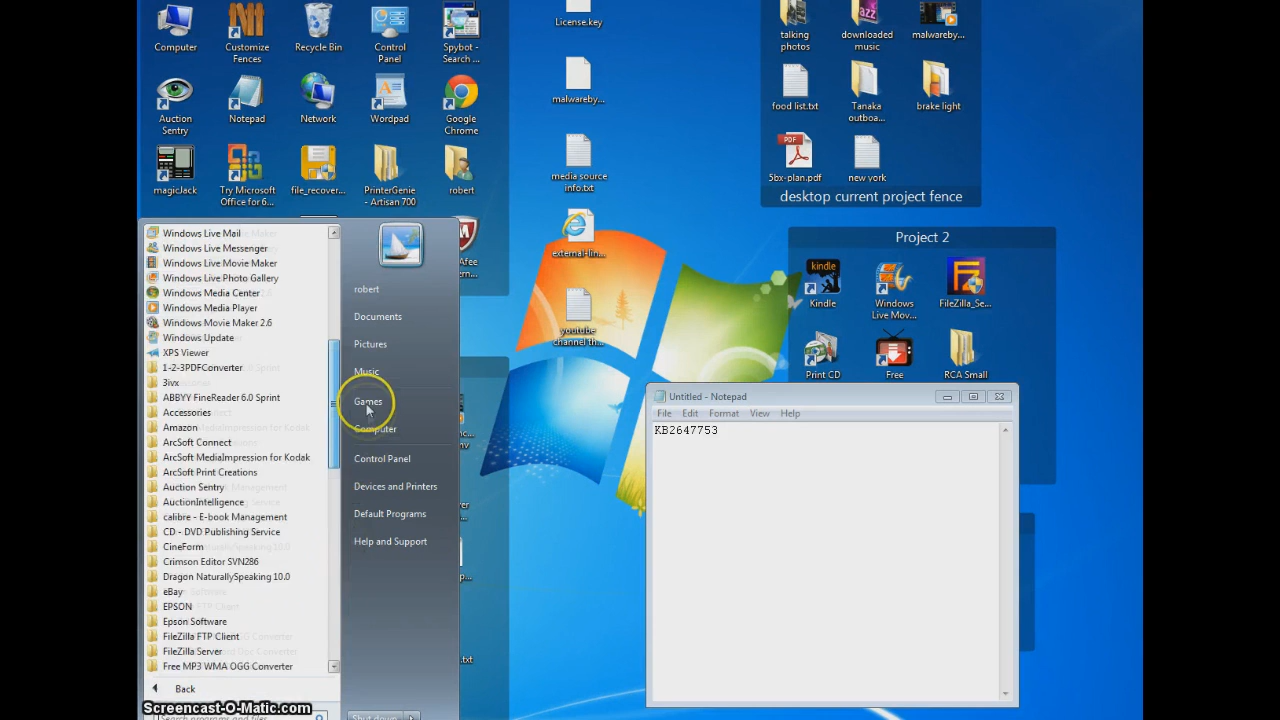 Computer
Customize
Fences
Recycle Bin
Control
Panel
Spybot -
Search ...
Auction
Sentry
Notepad
Network
Wordpad
Google
Chrome
magicJack
Try Microsoft
Office for 6...
file_recover...
PrinterGenie
- Artisan 700
robert
License.key
malwareby...
media source
info.txt
external-lin...
youtube
channel th...
talking
photos
downloaded
music
malwareby...
food list.txt
Tanaka
outboa...
brake light
5bx-plan.pdf
new york
desktop current project fence
Project 2
kindle
Kindle
Windows
Live Mov...
FileZilla_Se...
Print CD
Free
RCA Small
Windows Live Mail
Windows Live Messenger
Windows Live Movie Maker
Windows Live Photo Gallery
Windows Media Center
Windows Media Player
Windows Movie Maker 2.6
Windows Update
XPS Viewer
1-2-3PDFConverter
3ivx
ABBYY FineReader 6.0 Sprint
Accessories
Amazon
ArcSoft Connect
ArcSoft MediaImpression for Kodak
ArcSoft Print Creations
Auction Sentry
AuctionIntelligence
calibre - E-book Management
CD - DVD Publishing Service
CineForm
Crimson Editor SVN286
Dragon NaturallySpeaking 10.0
eBay
EPSON
Epson Software
FileZilla FTP Client
FileZilla Server
Free MP3 WMA OGG Converter
Back
Search programs and files
robert
Documents
Pictures
Music
Games
Computer
Control Panel
Devices and Printers
Default Programs
Help and Support
Shut down
Untitled - Notepad
File Edit Format View Help
KB2647753
Screencast-O-Matic.com